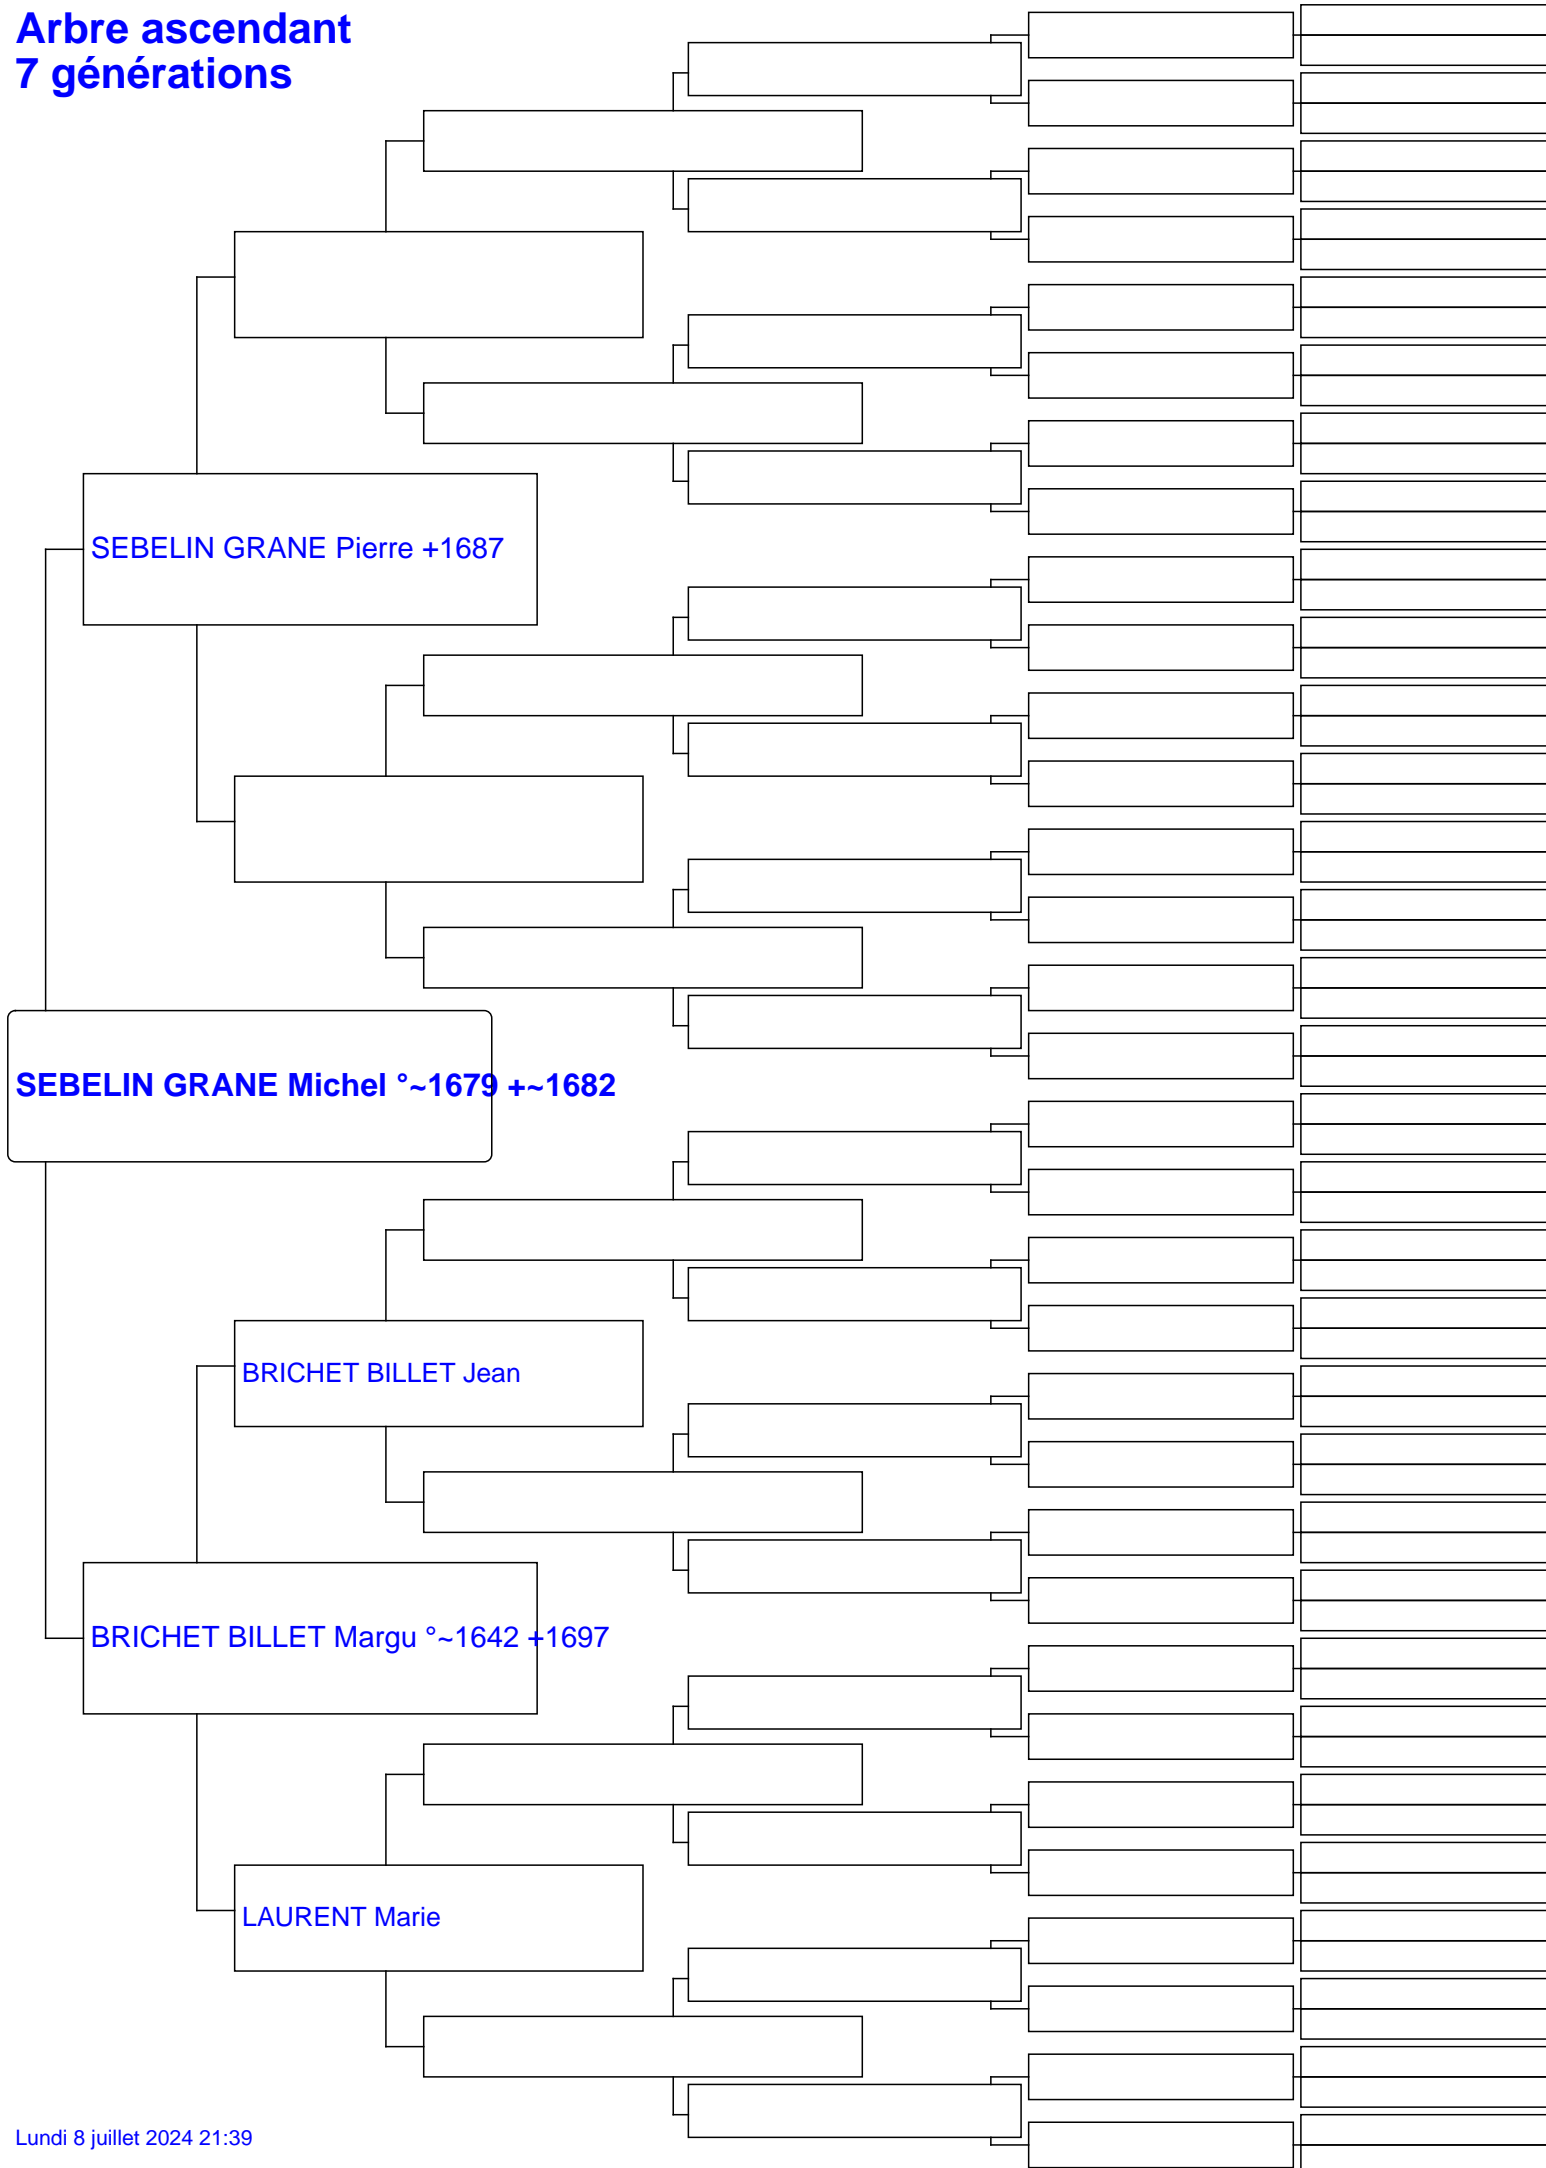 Arbre ascendant
7 générations
SEBELIN GRANE Pierre +1687
SEBELIN GRANE Michel °~1679 +~1682
BRICHET BILLET Jean
BRICHET BILLET Margu °~1642 +1697
LAURENT Marie
Lundi 8 juillet 2024 21:39